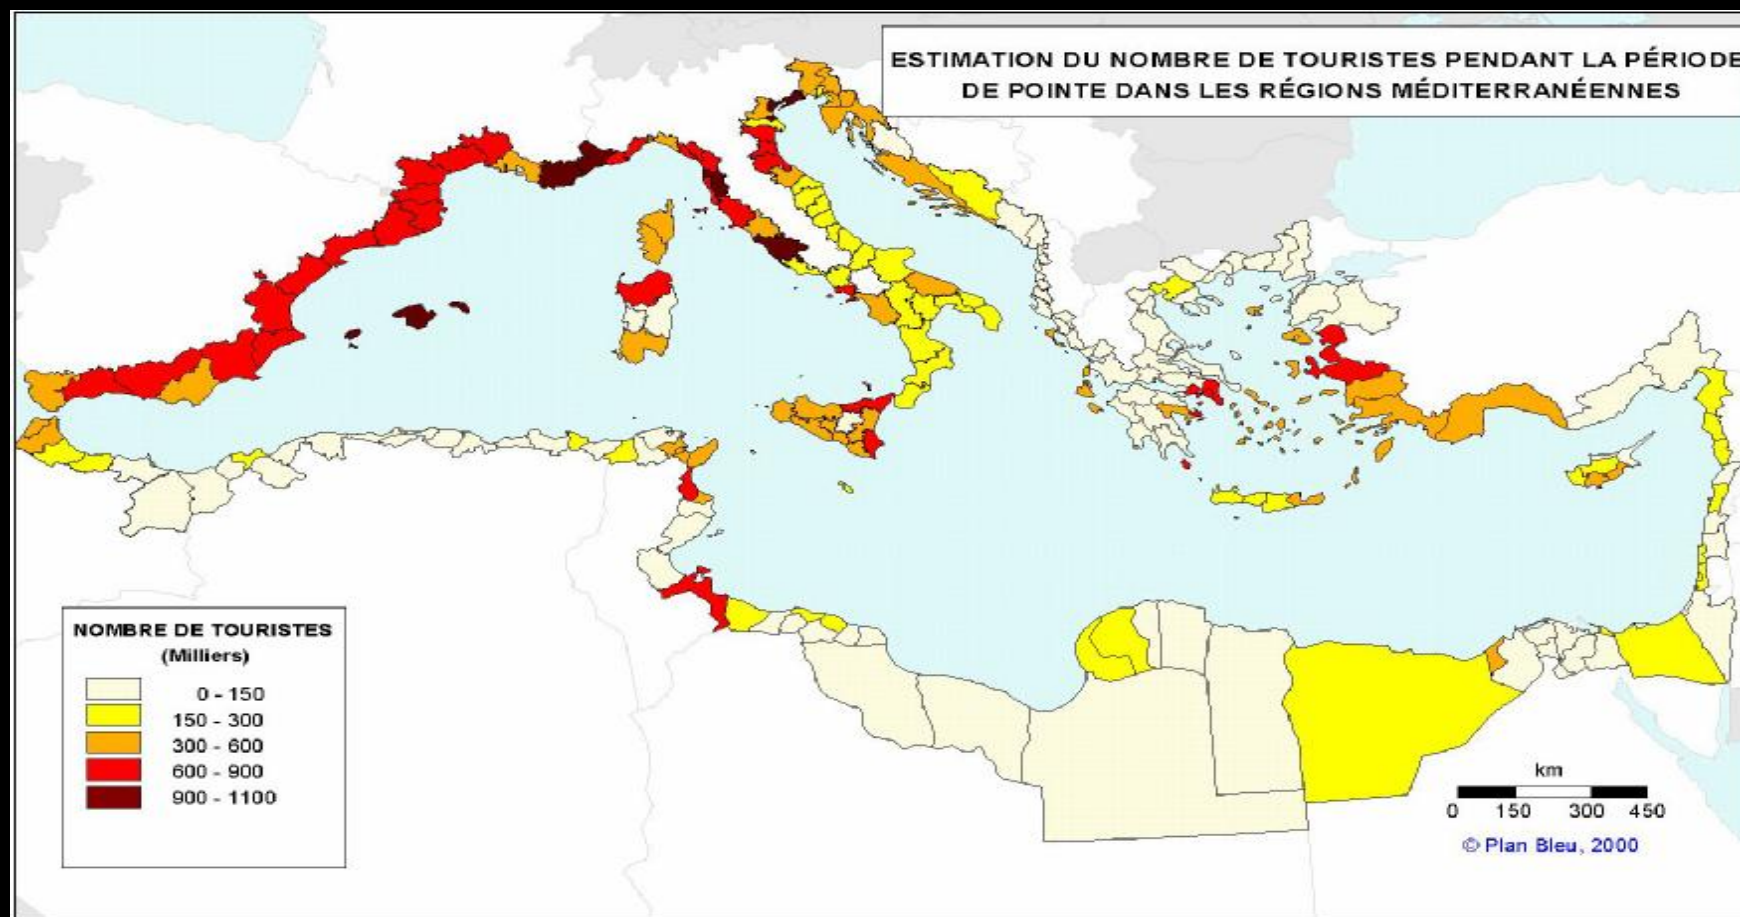 ESTIMATION DU NOMBRE DE TOURISTES PENDANT LA PÉRIODE
DE POINTE DANS LES RÉGIONS MÉDITERRANÉENNES
NOMBRE DE TOURISTES
(Milliers)
0 - 150
150 - 300
300 - 600
600 - 900
900 - 1100
km
0 150 300 450
© Plan Bleu, 2000